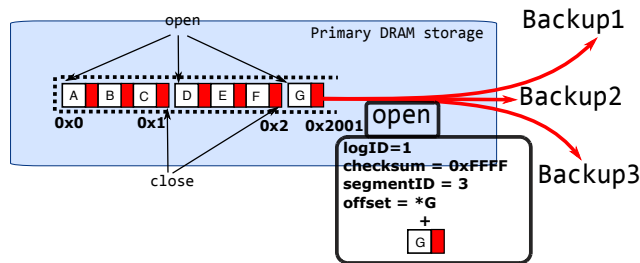 open
Primary DRAM storage
Backup1
A B C D E F G
0x0 0x1 0x2 0x2001
Backup2
open
close
logID=1
checksum = 0xFFFF
segmentID = 3
offset = *G
+
G
Backup3